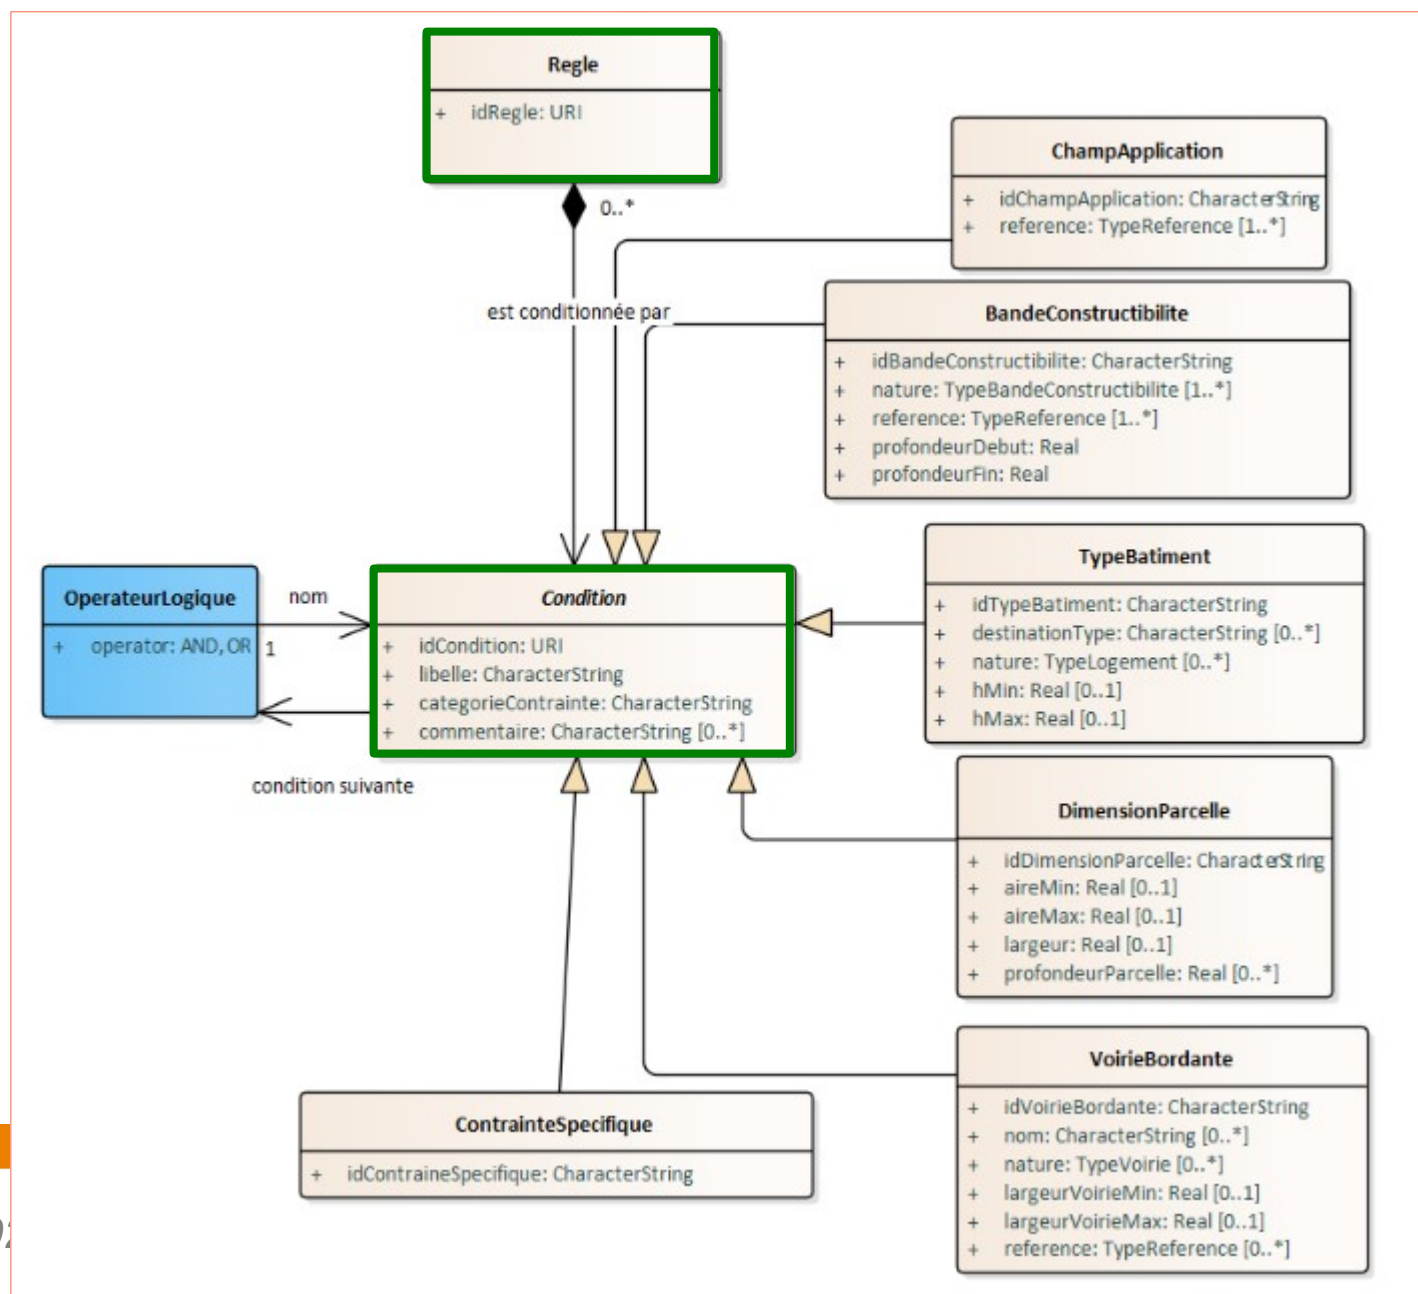 Regle
+ idRegle: URI
0..*
est conditionnée par
ChampApplication
+ idChampApplication: CharacterString
+ reference: TypeReference [1..*]
BandeConstructibilite
+ idBandeConstructibilite: CharacterString
+ nature: TypeBandeConstructibilite [1..*]
+ reference: TypeReference [1..*]
+ profondeurDebut: Real
+ profondeurFin: Real
OperateurLogique
+ operator: AND,OR
nom
1
condition suivante
Condition
+ idCondition: URI
+ libelle: CharacterString
+ categorieContrainte: CharacterString
+ commentaire: CharacterString [0..*]
TypeBatiment
+ idTypeBatiment: CharacterString
+ destinationType: CharacterString [0..*]
+ nature: TypeLogement [0..*]
+ hMin: Real [0..1]
+ hMax: Real [0..1]
DimensionParcelle
+ idDimensionParcelle: CharacterString
+ aireMin: Real [0..1]
+ aireMax: Real [0..1]
+ largeur: Real [0..1]
+ profondeurParcelle: Real [0..*]
VoirieBordante
+ idVoirieBordante: CharacterString
+ nom: CharacterString [0..*]
+ nature: TypeVoirie [0..*]
+ largeurVoirieMin: Real [0..1]
+ largeurVoirieMax: Real [0..1]
+ reference: TypeReference [0..*]
ContrainteSpecifique
+ idContraineSpecifique: CharacterString